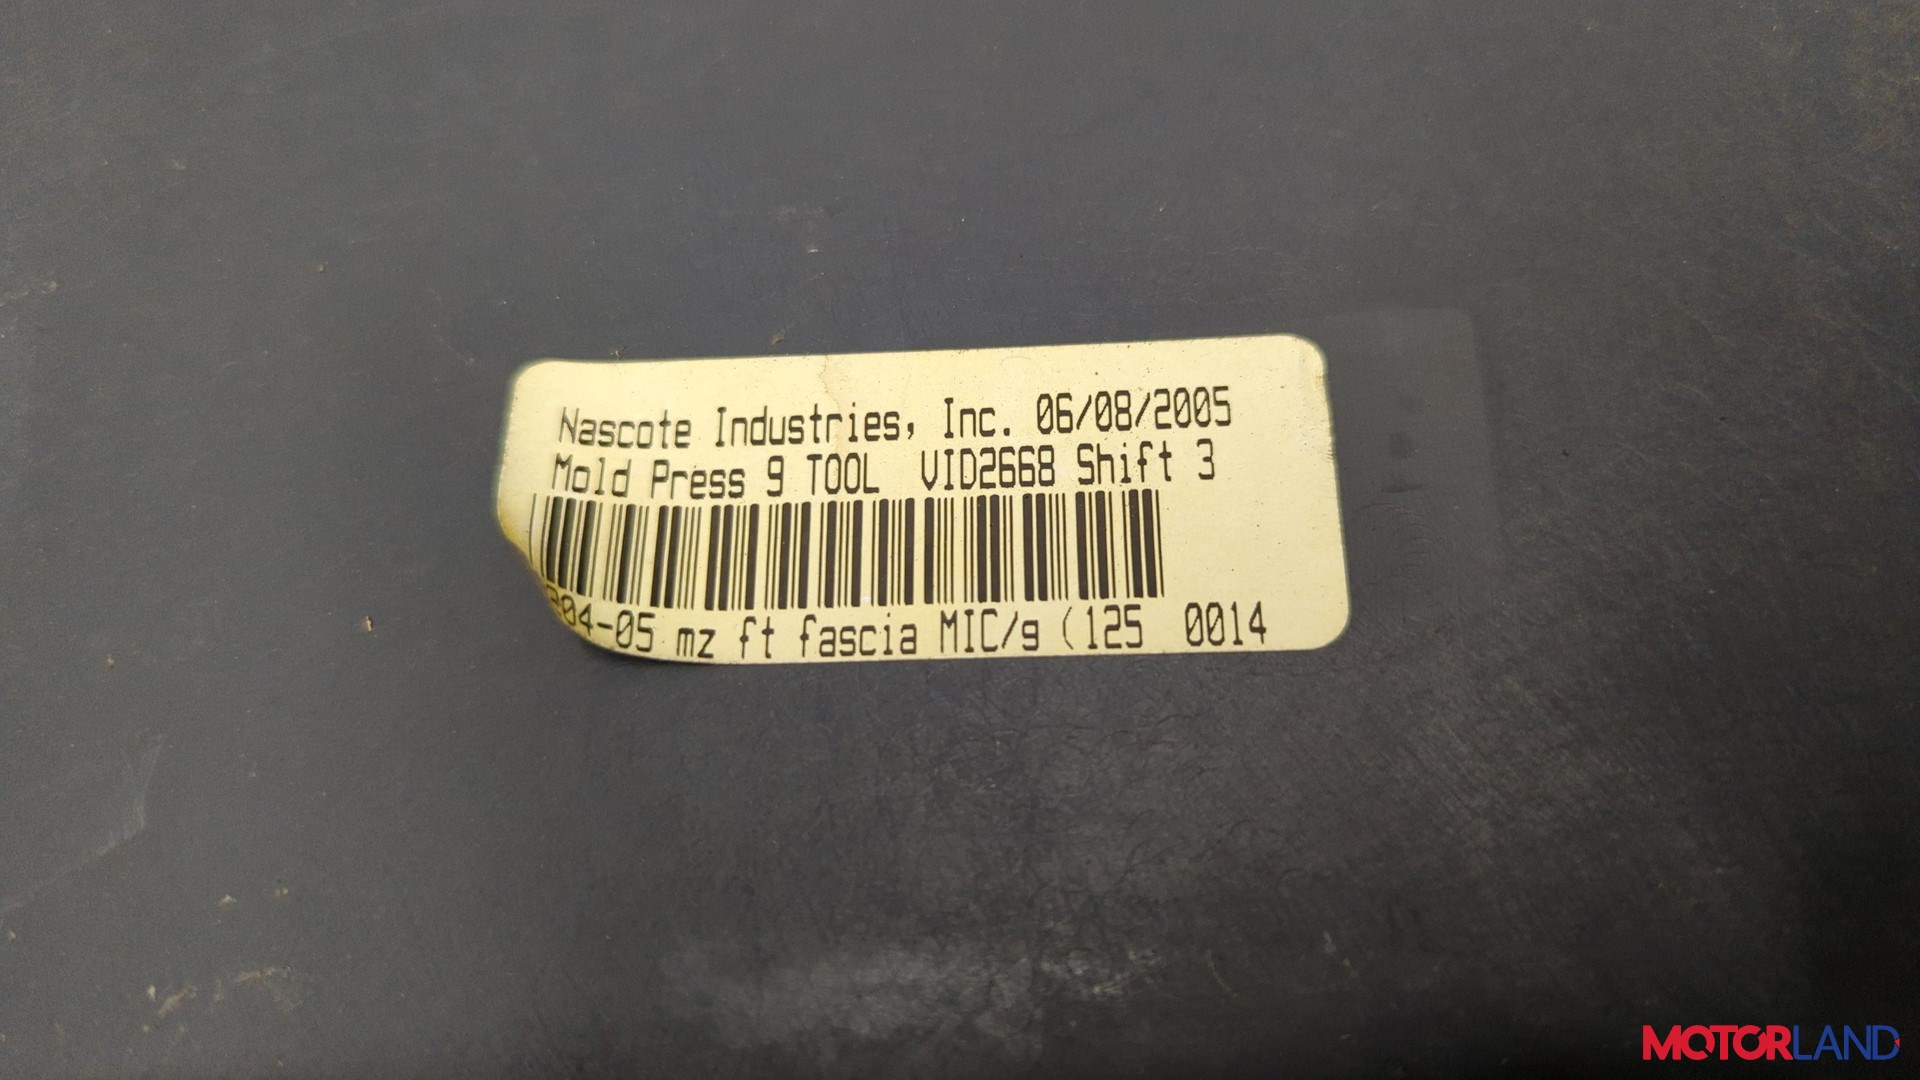 Nascote Industries, Inc. 06/08/2005
Mold Press 9 TOOL VID2668 Shift 3
204-05 mz ft fascia MIC/g (125 0014
MOTORLAND